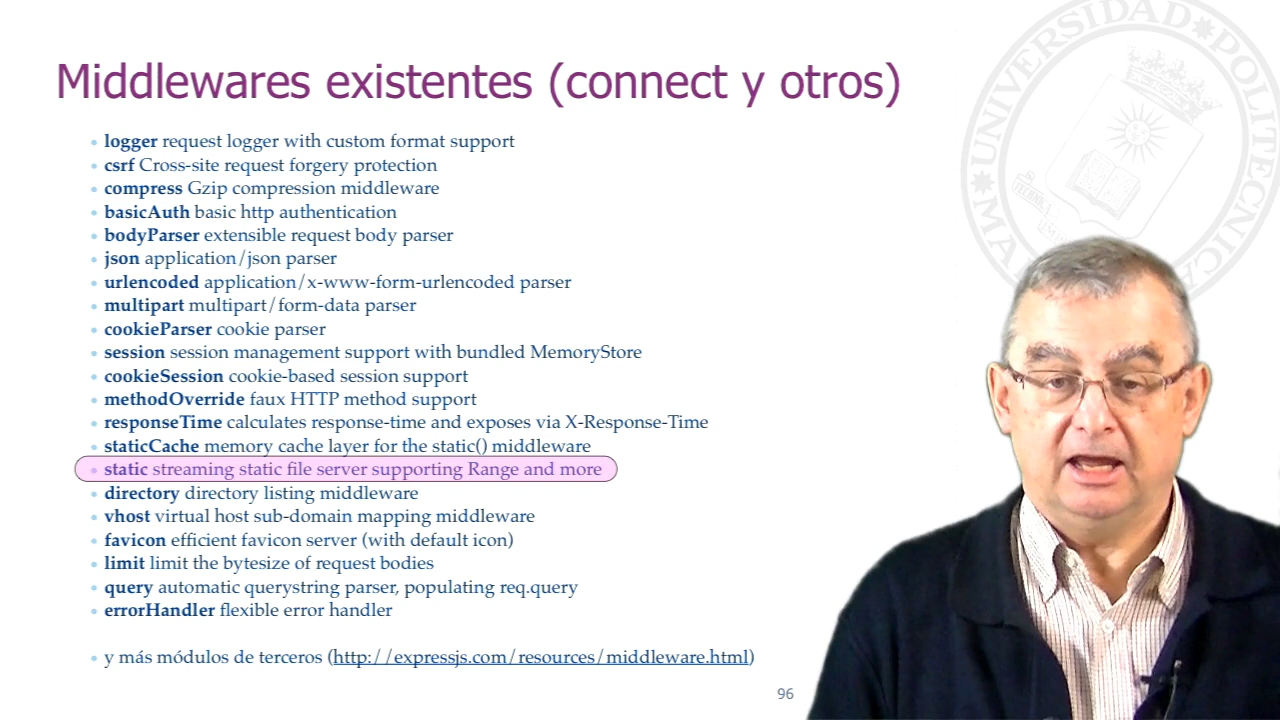 Middlewares existentes (connect y otros)
• logger request logger with custom format support
• csrf Cross-site request forgery protection
• compress Gzip compression middleware
• basicAuth basic http authentication
• bodyParser extensible request body parser
• json application/json parser
• urlencoded application/x-www-form-urlencoded parser
• multipart multipart/form-data parser
• cookieParser cookie parser
• session session management support with bundled MemoryStore
• cookieSession cookie-based session support
• methodOverride faux HTTP method support
• responseTime calculates response-time and exposes via X-Response-Time
• staticCache memory cache layer for the static() middleware
• static streaming static file server supporting Range and more
• directory directory listing middleware
• vhost virtual host sub-domain mapping middleware
• favicon efficient favicon server (with default icon)
• limit limit the bytesize of request bodies
• query automatic querystring parser, populating req.query
• errorHandler flexible error handler
• y más módulos de terceros (http://expressjs.com/resources/middleware.html)
96
UNIVERSIDAD POLITECNICA